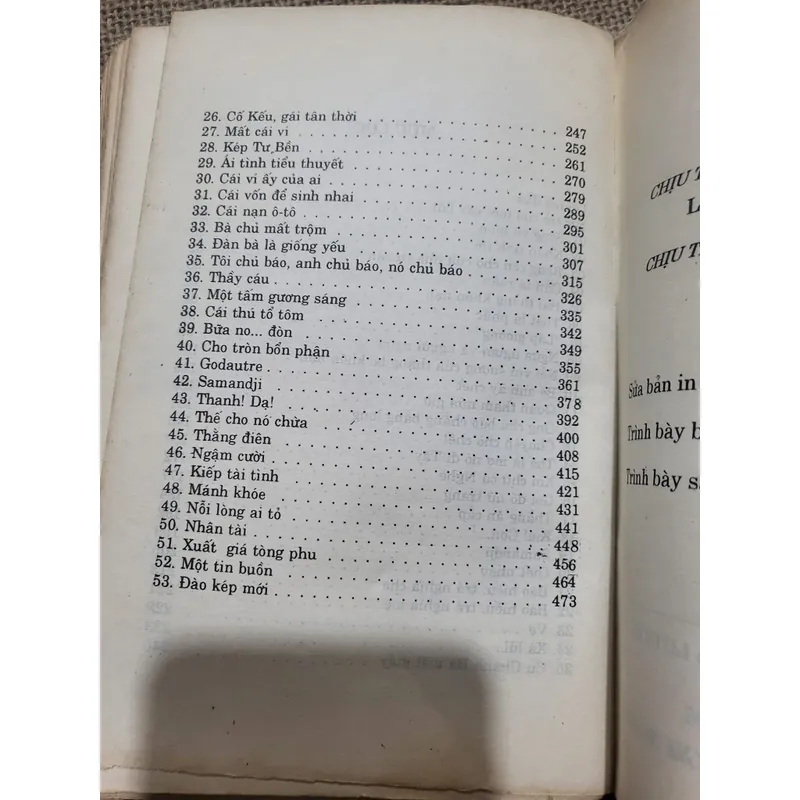 26. Cố Kếu, gái tân thời . . . . . . . . . . . . . . . 247
27. Mất cái ví . . . . . . . . . . . . . . . 252
28. Kép Tư Bền . . . . . . . . . . . . . . . 261
29. Ái tình tiểu thuyết . . . . . . . . . . . . . . . 270
30. Cái ví ấy của ai . . . . . . . . . . . . . . . 279
31. Cái vốn để sinh nhai . . . . . . . . . . . . . . . 289
32. Cái nạn ô-tô . . . . . . . . . . . . . . . 295
33. Bà chủ mất trộm . . . . . . . . . . . . . . . 301
34. Đàn bà là giống yếu . . . . . . . . . . . . . . . 307
35. Tôi chủ báo, anh chủ báo, nó chủ báo . . . . . . . . 315
36. Thầy cáu . . . . . . . . . . . . . . . 326
37. Một tấm gương sáng . . . . . . . . . . . . . . . 335
38. Cái thú tổ tôm . . . . . . . . . . . . . . . 342
39. Bữa no... đòn . . . . . . . . . . . . . . . 349
40. Cho tròn bổn phận . . . . . . . . . . . . . . . 355
41. Godautre . . . . . . . . . . . . . . . 361
42. Samandji . . . . . . . . . . . . . . . 378
43. Thanh! Dạ! . . . . . . . . . . . . . . . 392
44. Thế cho nó chừa . . . . . . . . . . . . . . . 400
45. Thằng điên . . . . . . . . . . . . . . . 408
46. Ngậm cười . . . . . . . . . . . . . . . 415
47. Kiếp tài tình . . . . . . . . . . . . . . . 421
48. Mánh khóe . . . . . . . . . . . . . . . 431
49. Nỗi lòng ai tỏ . . . . . . . . . . . . . . . 441
50. Nhân tài . . . . . . . . . . . . . . . 448
51. Xuất giá tòng phu . . . . . . . . . . . . . . . 456
52. Một tin buồn . . . . . . . . . . . . . . . 464
53. Đào kép mới . . . . . . . . . . . . . . . 473
CHỊU T
L
CHỊU T
Sửa bản in
Trình bày b
Trình bày s